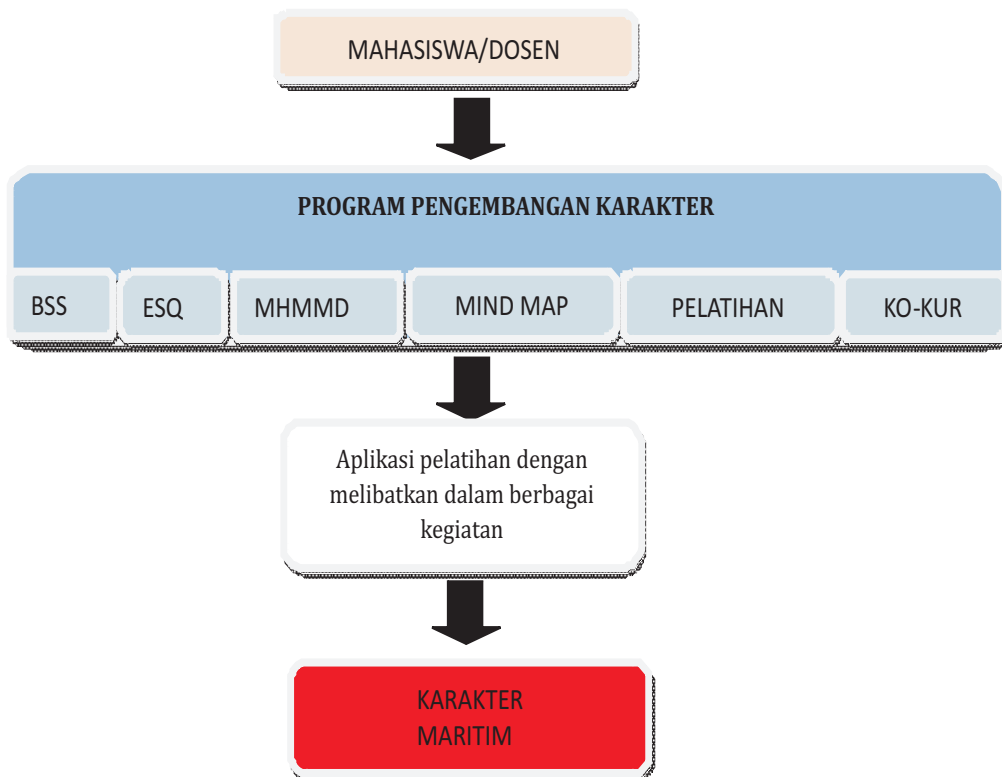 MAHASISWA/DOSEN
PROGRAM PENGEMBANGAN KARAKTER
BSS
ESQ
MHMMD
MIND MAP
PELATIHAN
KO-KUR
Aplikasi pelatihan dengan
melibatkan dalam berbagai
kegiatan
KARAKTER
MARITIM